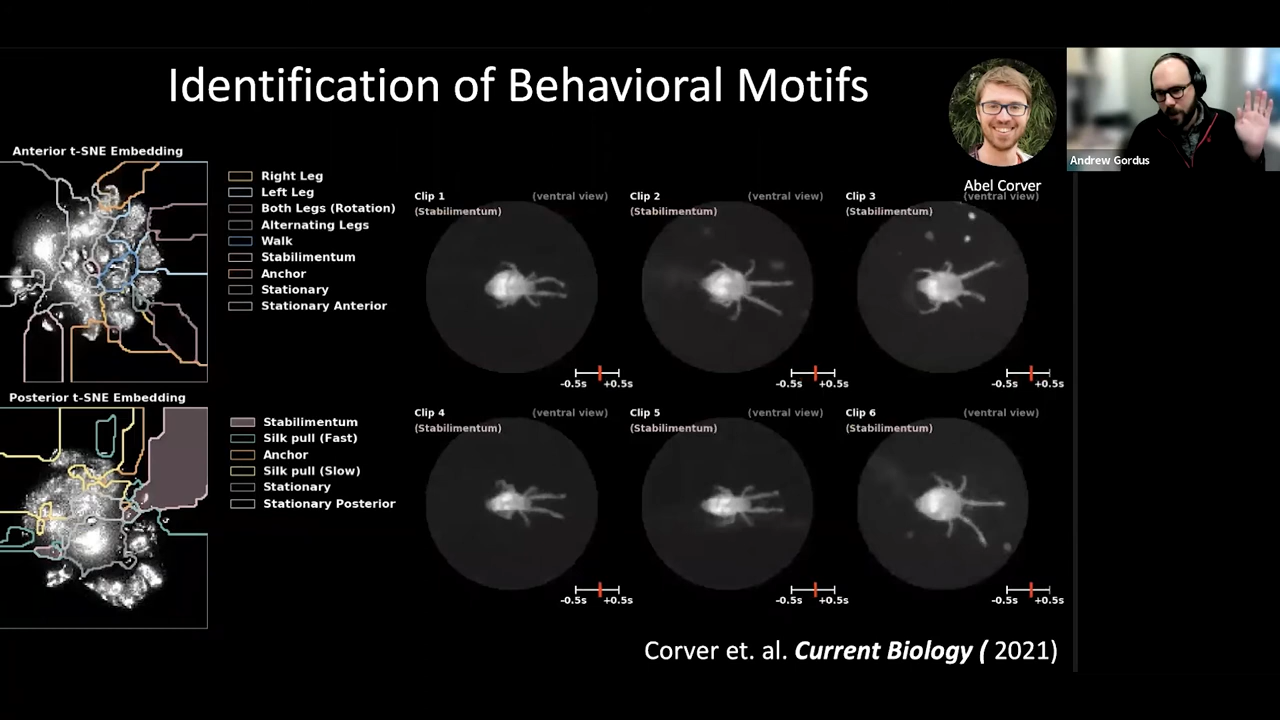 Identification of Behavioral Motifs
Andrew Gordus
Abel Corver
Anterior t-SNE Embedding
Right Leg
Left Leg
Both Legs (Rotation)
Alternating Legs
Walk
Stabilimentum
Anchor
Stationary
Stationary Anterior
Clip 1 (ventral view)
(Stabilimentum)
-0.5s +0.5s
Clip 2 (ventral view)
(Stabilimentum)
-0.5s +0.5s
Clip 3 (ventral view)
(Stabilimentum)
-0.5s +0.5s
Posterior t-SNE Embedding
Stabilimentum
Silk pull (Fast)
Anchor
Silk pull (Slow)
Stationary
Stationary Posterior
Clip 4 (ventral view)
(Stabilimentum)
-0.5s +0.5s
Clip 5 (ventral view)
(Stabilimentum)
-0.5s +0.5s
Clip 6 (ventral view)
(Stabilimentum)
-0.5s +0.5s
Corver et. al. Current Biology ( 2021)